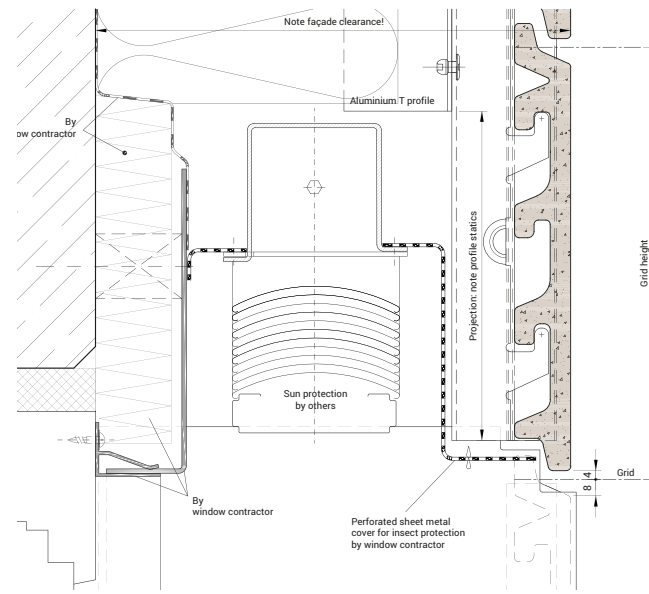 Note façade clearance!
Aluminium T profile
By
ow contractor
Projection: note profile statics
Grid height
Sun protection
by others
Grid
4
8
By
window contractor
Perforated sheet metal
cover for insect protection
by window contractor